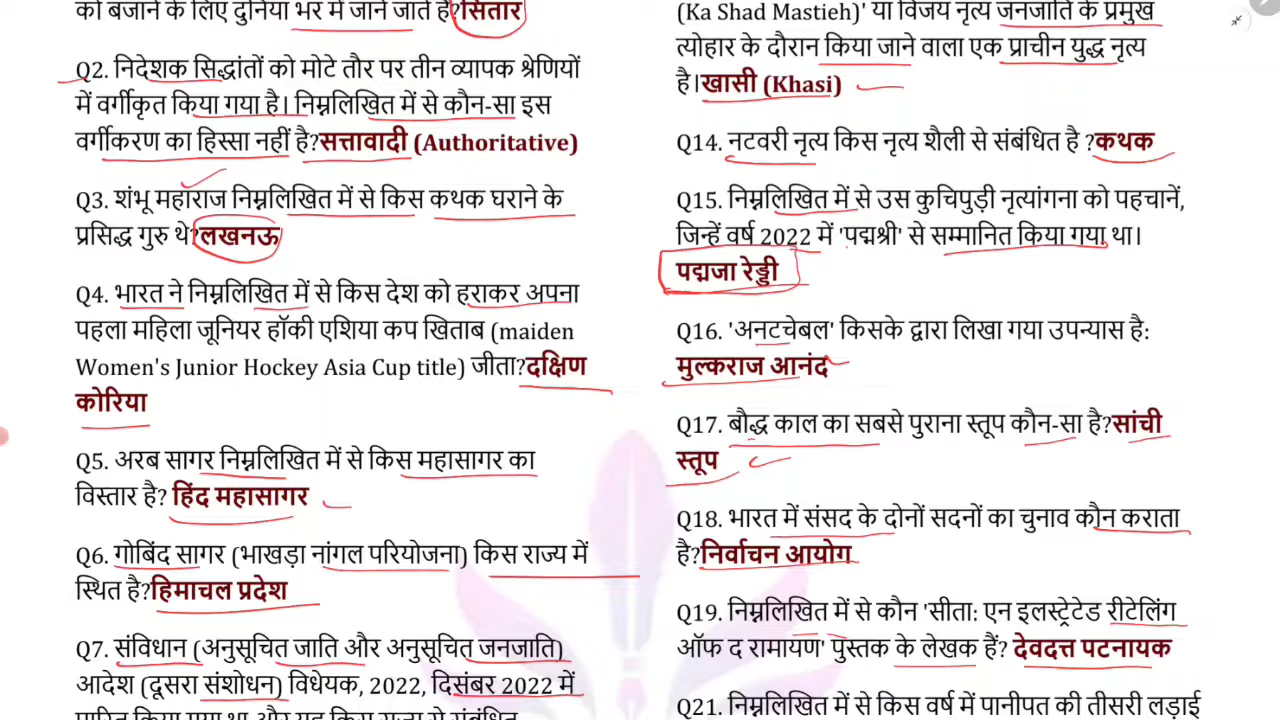 को बजाने के लिए दुनिया भर में जाने जाते हैं?सितार
Q2. निदेशक सिद्धांतों को मोटे तौर पर तीन व्यापक श्रेणियों
में वर्गीकृत किया गया है। निम्नलिखित में से कौन-सा इस
वर्गीकरण का हिस्सा नहीं है?सत्तावादी (Authoritative)
Q3. शंभू महाराज निम्नलिखित में से किस कथक घराने के
प्रसिद्ध गुरु थे?लखनऊ
Q4. भारत ने निम्नलिखित में से किस देश को हराकर अपना
पहला महिला जूनियर हॉकी एशिया कप खिताब (maiden
Women's Junior Hockey Asia Cup title) जीता?दक्षिण
कोरिया
Q5. अरब सागर निम्नलिखित में से किस महासागर का
विस्तार है? हिंद महासागर
Q6. गोबिंद सागर (भाखड़ा नांगल परियोजना) किस राज्य में
स्थित है?हिमाचल प्रदेश
Q7. संविधान (अनुसूचित जाति और अनुसूचित जनजाति)
आदेश (दूसरा संशोधन) विधेयक, 2022, दिसंबर 2022 में
पारित किया गया था और यह किस राज्य से संबंधित
(Ka Shad Mastieh)' या विजय नृत्य जनजाति के प्रमुख
त्योहार के दौरान किया जाने वाला एक प्राचीन युद्ध नृत्य
है।खासी (Khasi)
Q14. नटवरी नृत्य किस नृत्य शैली से संबंधित है ?कथक
Q15. निम्नलिखित में से उस कुचिपुड़ी नृत्यांगना को पहचानें,
जिन्हें वर्ष 2022 में 'पद्मश्री' से सम्मानित किया गया था।
पद्मजा रेड्डी
Q16. 'अनटचेबल' किसके द्वारा लिखा गया उपन्यास है:
मुल्कराज आनंद
Q17. बौद्ध काल का सबसे पुराना स्तूप कौन-सा है?सांची
स्तूप
Q18. भारत में संसद के दोनों सदनों का चुनाव कौन कराता
है?निर्वाचन आयोग
Q19. निम्नलिखित में से कौन 'सीता: एन इलस्ट्रेटेड रीटेलिंग
ऑफ द रामायण' पुस्तक के लेखक हैं? देवदत्त पटनायक
Q21. निम्नलिखित में से किस वर्ष में पानीपत की तीसरी लड़ाई